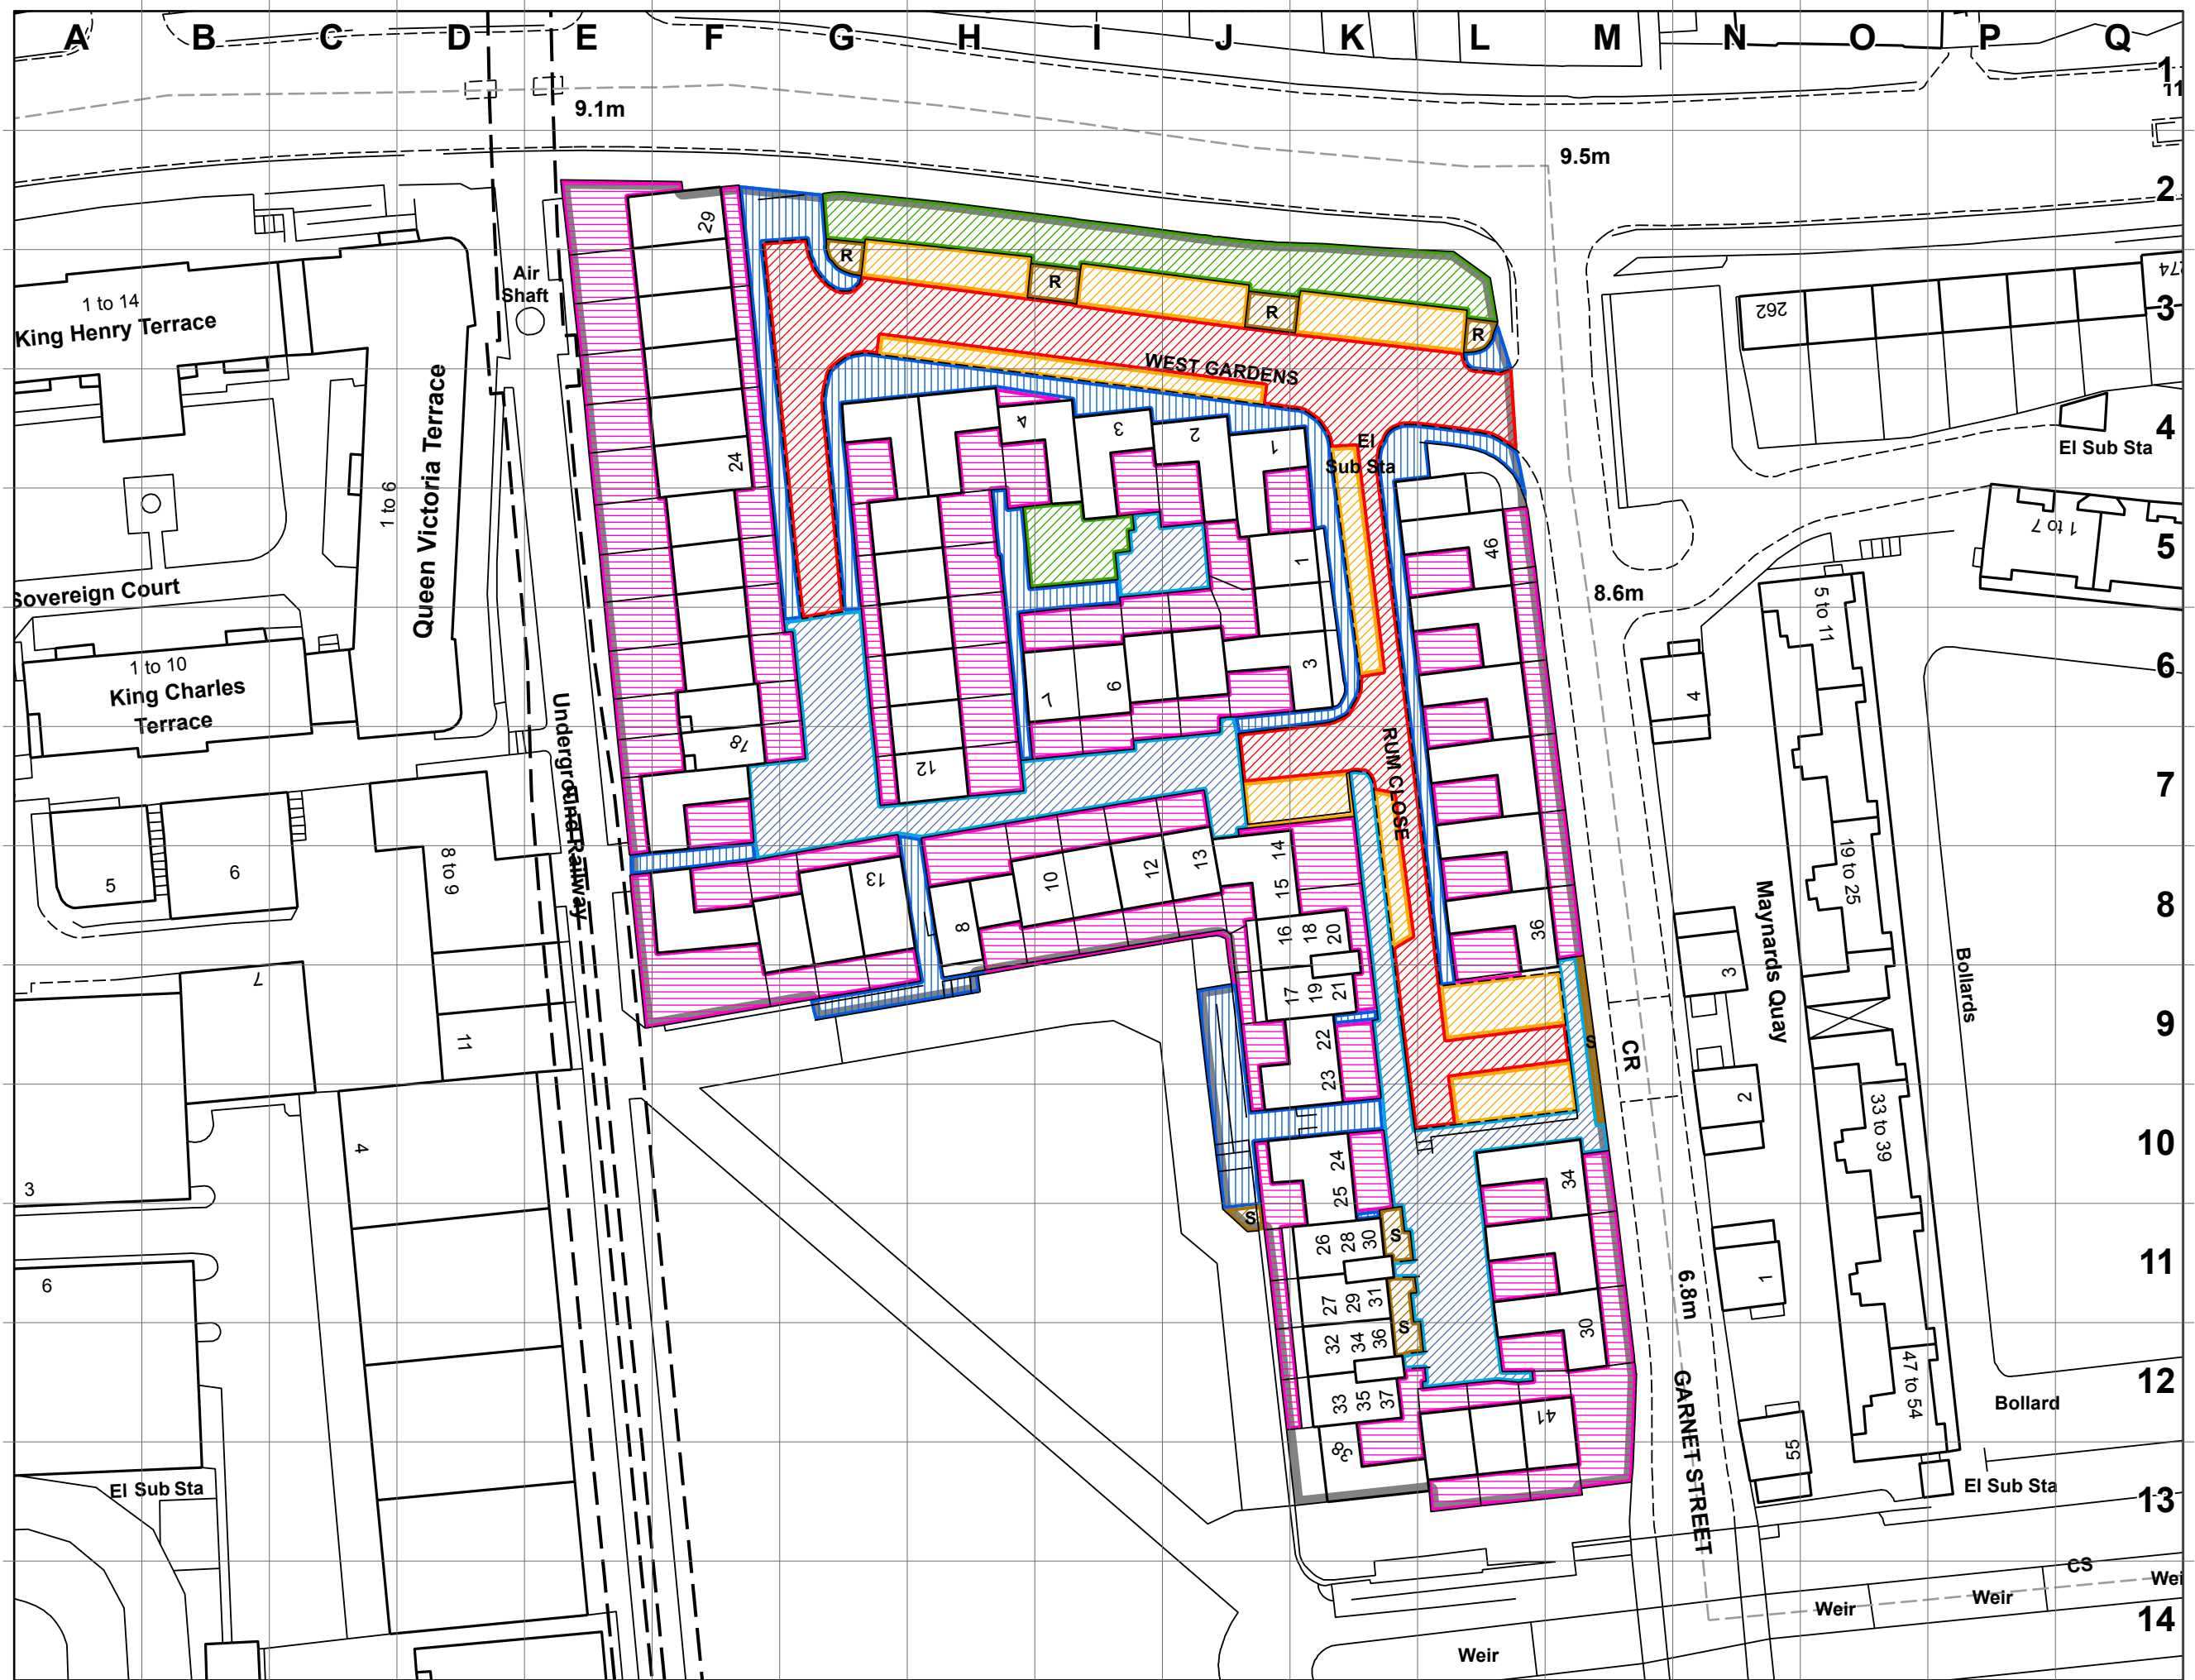 A B C D E F G H I J K L M N O P Q
1
11
9.1m
9.5m
2
29
R
R
R
R
Air
Shaft
1 to 14
King Henry Terrace
262
274
3
WEST GARDENS
4
3
2
1
El
Sub Sta
24
El Sub Sta
4
Queen Victoria Terrace
1 to 6
46
1
1 to 7
5
Sovereign Court
8.6m
5 to 11
1 to 10
King Charles
Terrace
7
6
3
4
6
Underground Railway
18
12
RUM CLOSE
7
5
6
8 to 9
13
8
10
12
13
14
15
16
18
20
36
Maynards Quay
19 to 25
8
7
17
19
21
3
Bollards
11
22
S
CR
9
23
2
4
33 to 39
10
3
24
25
34
S
26
28
30
S
11
6
27
29
31
1
6.8m
S
32
34
36
30
GARNET STREET
33
35
37
41
47 to 54
12
Bollard
38
55
El Sub Sta
El Sub Sta
13
CS
Wei
Weir
Weir
14
Weir